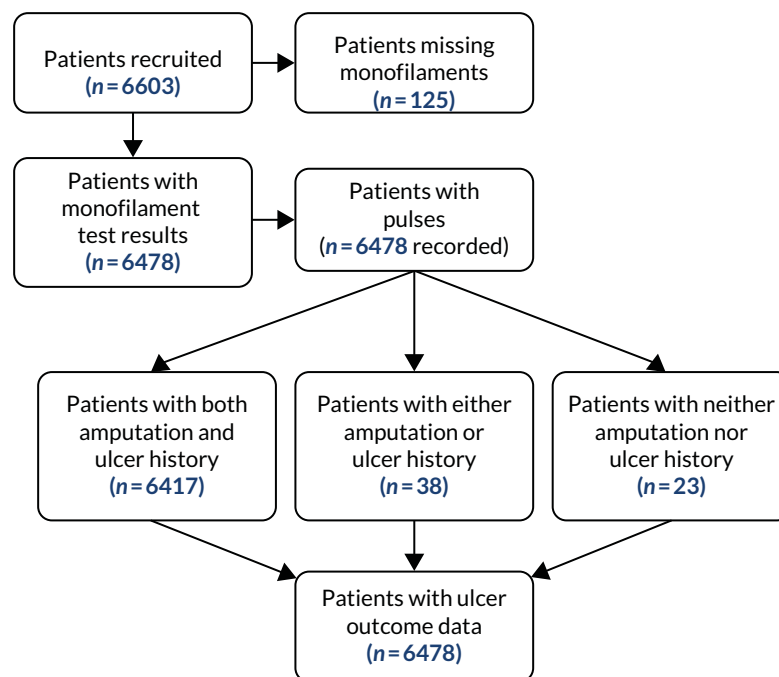 Patients recruited
(n=6603)
Patients missing
monofilaments
(n=125)
Patients with
monofilament
test results
(n=6478)
Patients with
pulses
(n=6478 recorded)
Patients with both
amputation and
ulcer history
(n=6417)
Patients with either
amputation or
ulcer history
(n=38)
Patients with neither
amputation nor
ulcer history
(n=23)
Patients with ulcer
outcome data
(n=6478)